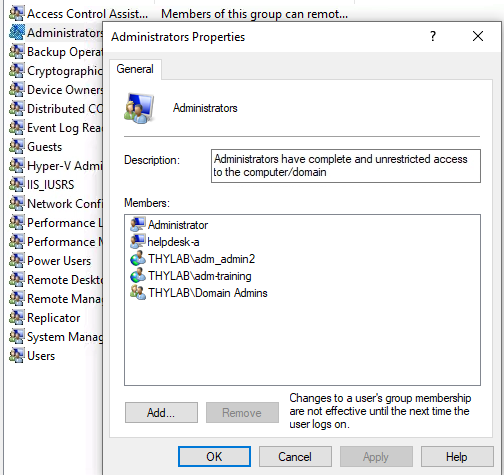 Access Control Assist... Members of this group can remot...
Administrators
Backup Operat
Cryptographic
Device Owners
Distributed CO
Event Log Rea
Guests
Hyper-V Admi
IIS_IUSRS
Network Confi
Performance L
Performance M
Power Users
Remote Deskto
Remote Manag
Replicator
System Manag
Users
Administrators Properties
?
General
Administrators
Description:
Administrators have complete and unrestricted access
to the computer/domain
Members:
Administrator
helpdesk-a
THYLAB\adm_admin2
THYLAB\adm-training
THYLAB\Domain Admins
Add...
Remove
Changes to a user's group membership
are not effective until the next time the
user logs on.
OK
Cancel
Apply
Help